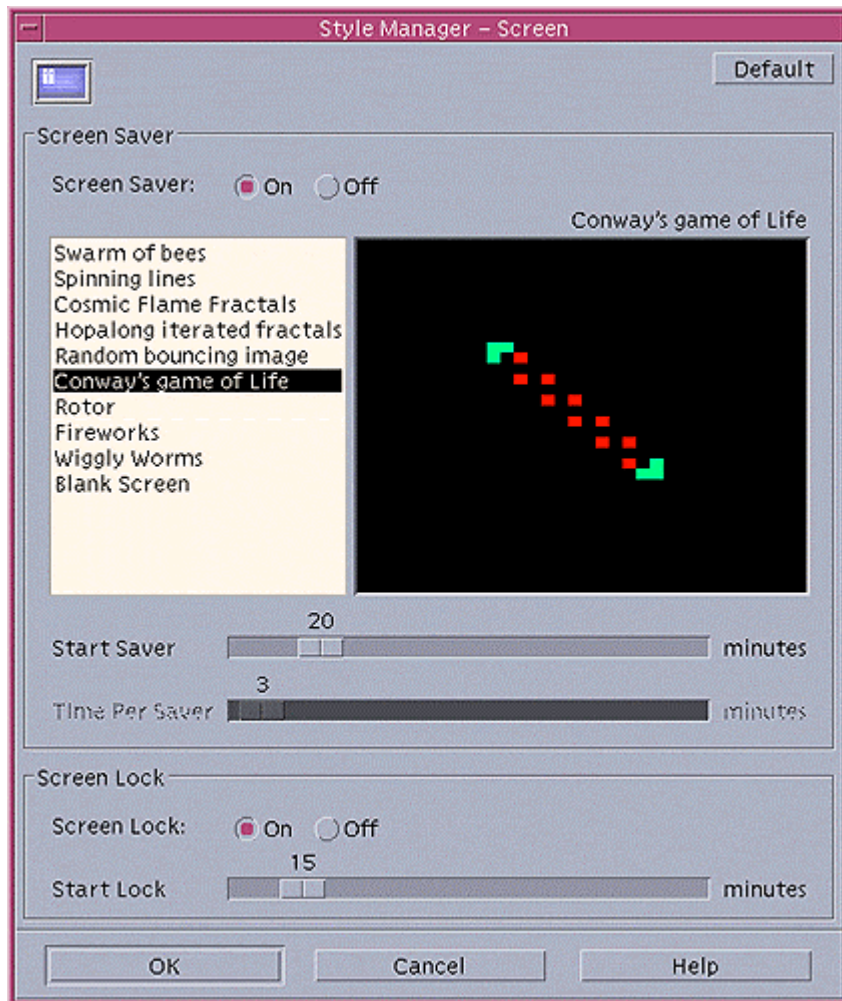 Style Manager – Screen
Default
Screen Saver
Screen Saver: On Off
Conway's game of Life
Swarm of bees
Spinning lines
Cosmic Flame Fractals
Hopalong iterated fractals
Random bouncing image
Conway's game of Life
Rotor
Fireworks
Wiggly Worms
Blank Screen
20
Start Saver minutes
3
Time Per Saver minutes
Screen Lock
Screen Lock: On Off
15
Start Lock minutes
OK Cancel Help